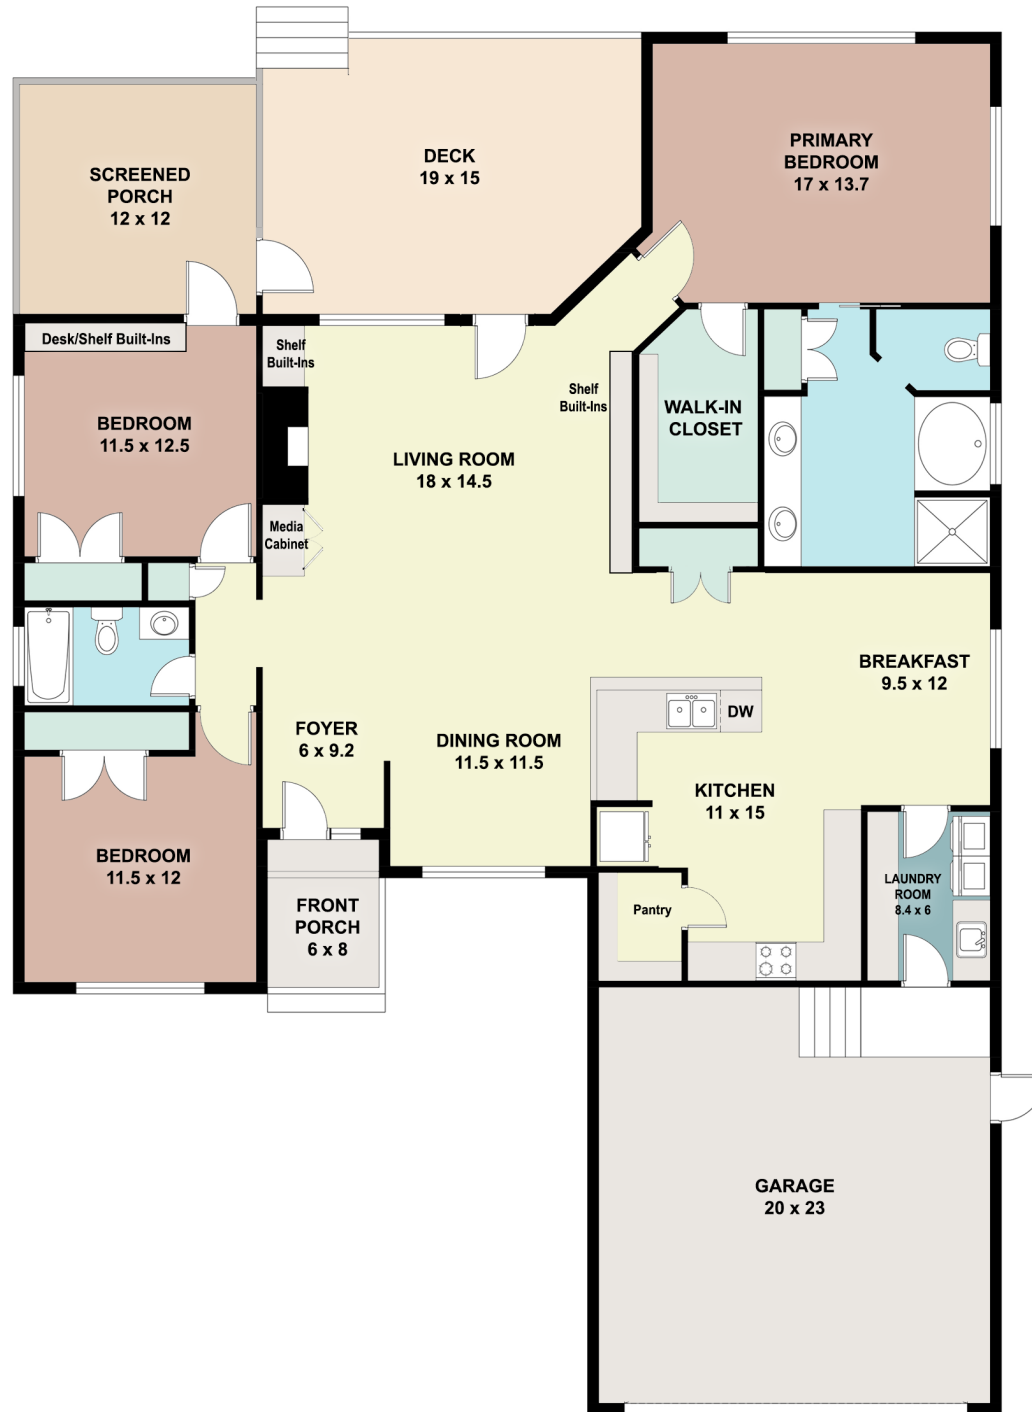 DECK
19 x 15
PRIMARY
BEDROOM
17 x 13.7
SCREENED
PORCH
12 x 12
Desk/Shelf Built-Ins
Shelf
Built-Ins
BEDROOM
11.5 x 12.5
Shelf
Built-Ins
WALK-IN
CLOSET
LIVING ROOM
18 x 14.5
Media
Cabinet
BREAKFAST
9.5 x 12
DW
FOYER
6 x 9.2
DINING ROOM
11.5 x 11.5
KITCHEN
11 x 15
BEDROOM
11.5 x 12
LAUNDRY
ROOM
8.4 x 6
FRONT
PORCH
6 x 8
Pantry
GARAGE
20 x 23